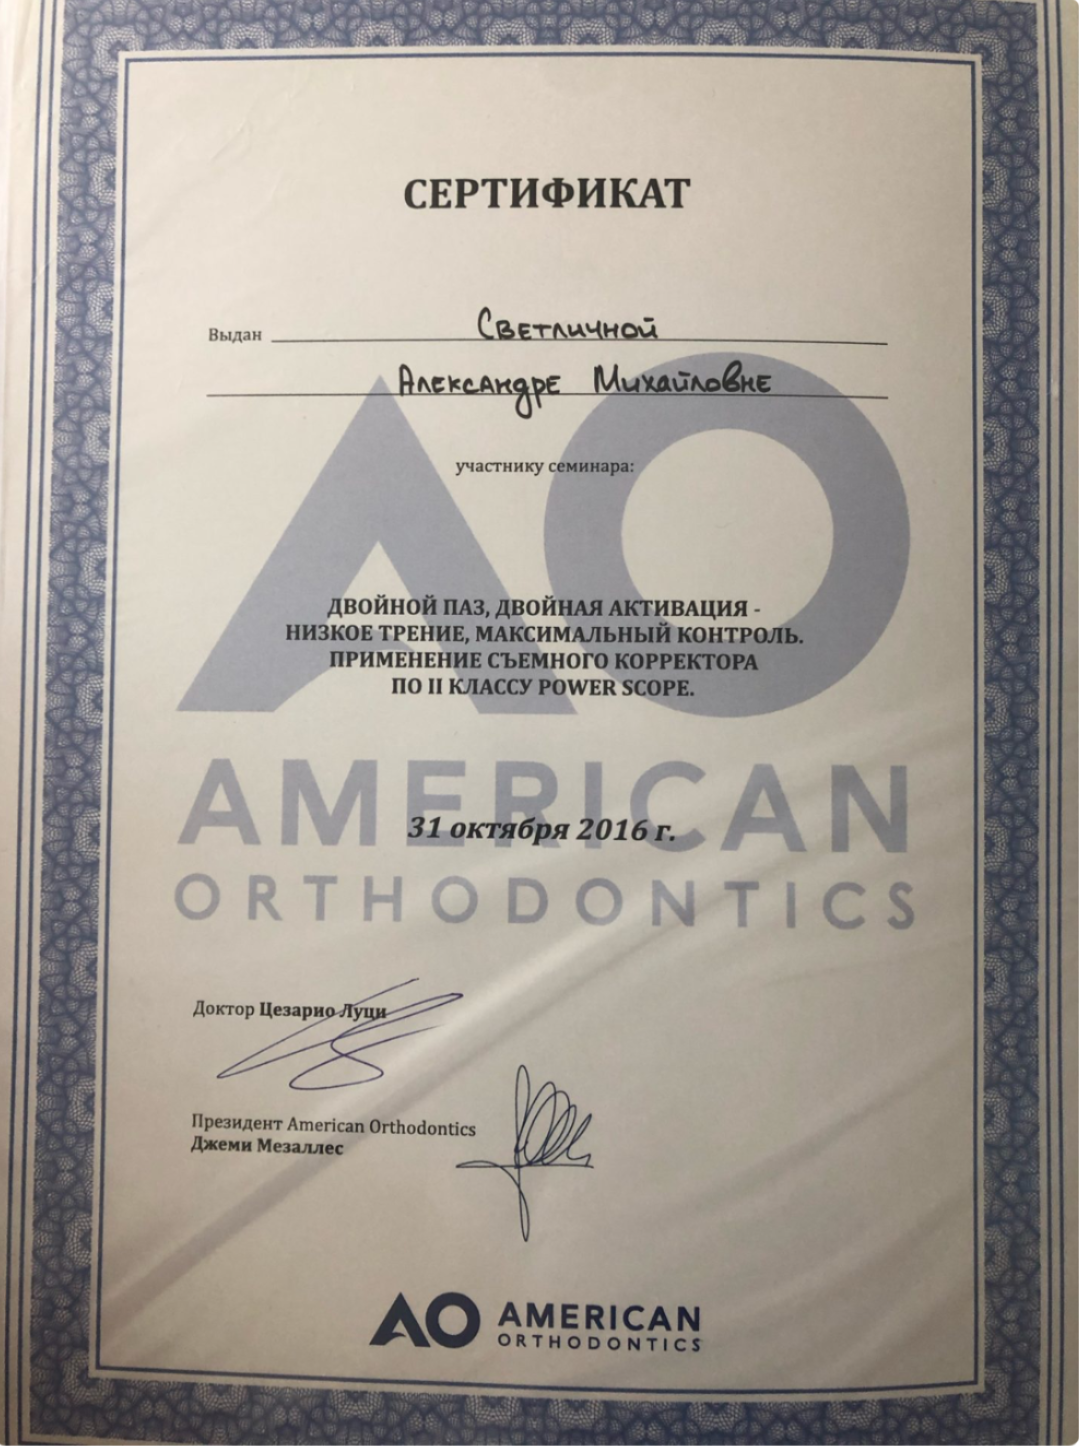 СЕРТИФИКАТ
Выдан Светличной
Александре Михайловне
участнику семинара:
ДВОЙНОЙ ПАЗ, ДВОЙНАЯ АКТИВАЦИЯ -
НИЗКОЕ ТРЕНИЕ, МАКСИМАЛЬНЫЙ КОНТРОЛЬ.
ПРИМЕНЕНИЕ СЪЕМНОГО КОРРЕКТОРА
ПО II КЛАССУ POWER SCOPE.
AO
AMERICAN
31 октября 2016 г.
ORTHODONTICS
Доктор Цезарио Луци
Президент American Orthodontics
Джеми Мезаллес
AO AMERICAN
ORTHODONTICS